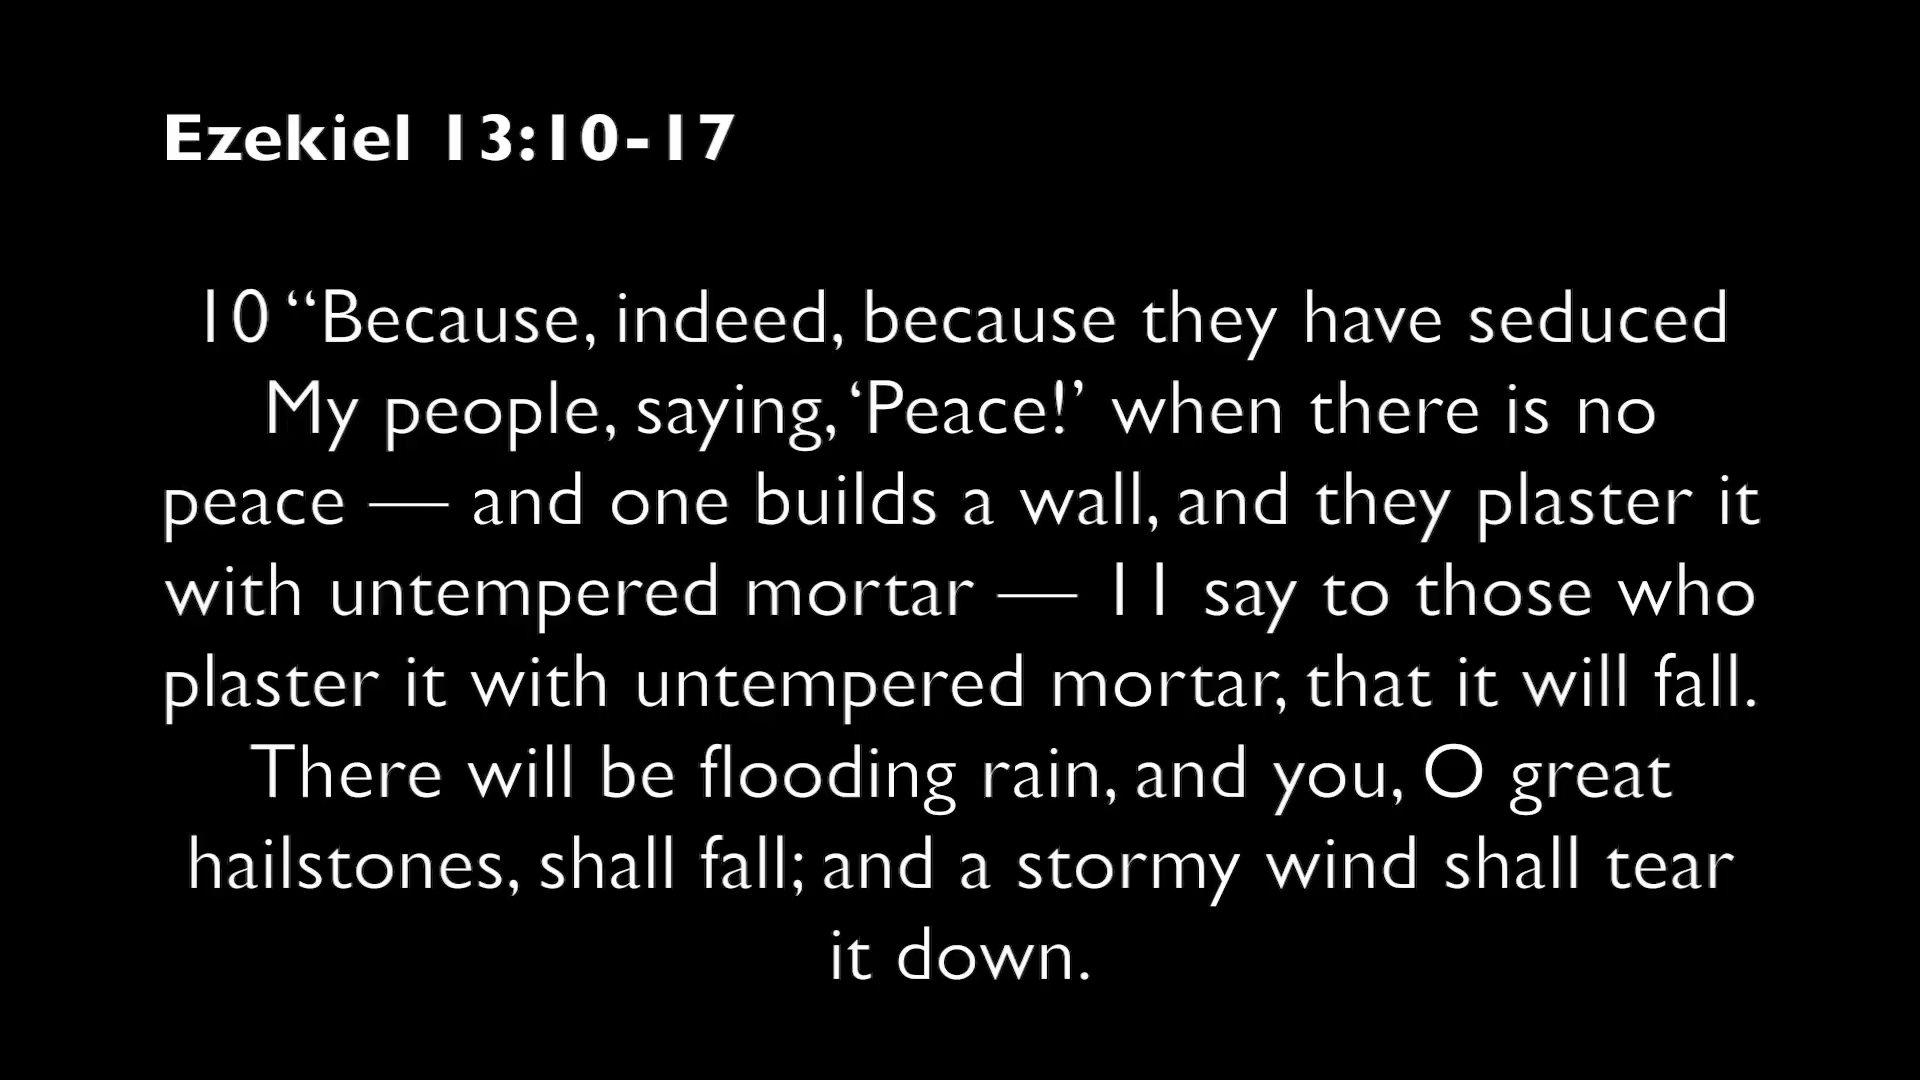 Ezekiel 13:10-17
10 “Because, indeed, because they have seduced
My people, saying, ‘Peace!’ when there is no
peace — and one builds a wall, and they plaster it
with untempered mortar — 11 say to those who
plaster it with untempered mortar, that it will fall.
There will be flooding rain, and you, O great
hailstones, shall fall; and a stormy wind shall tear
it down.